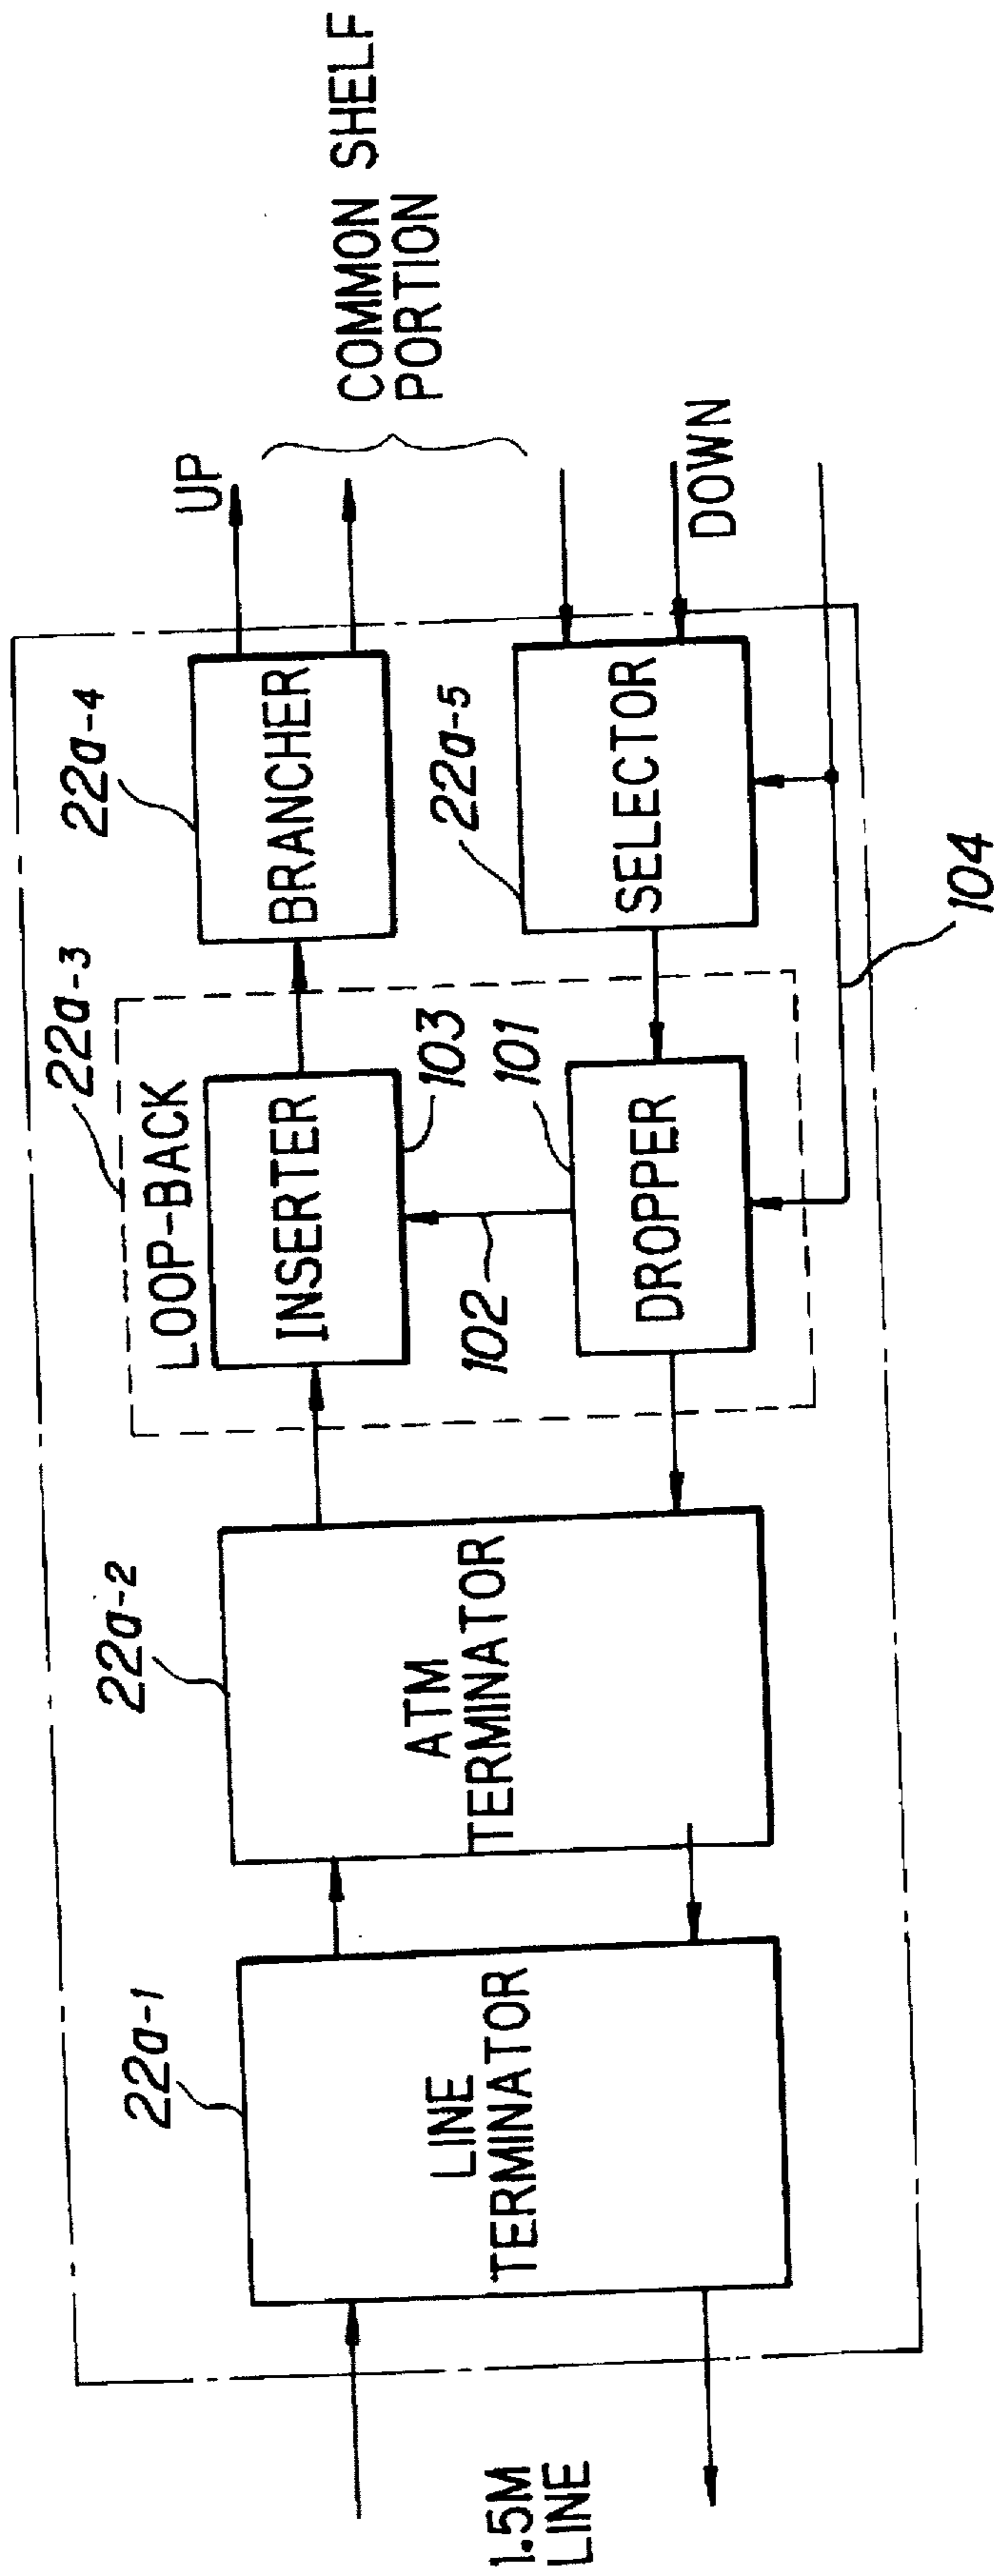 22a-1
22a-2
22a-3
22a-4
UP
LOOP-BACK
COMMON SHELF
PORTION
1.5M
LINE
LINE
TERMINATOR
ATM
TERMINATOR
INSERTER
BRANCHER
103
22a-5
102
101
DROPPER
SELECTOR
DOWN
104